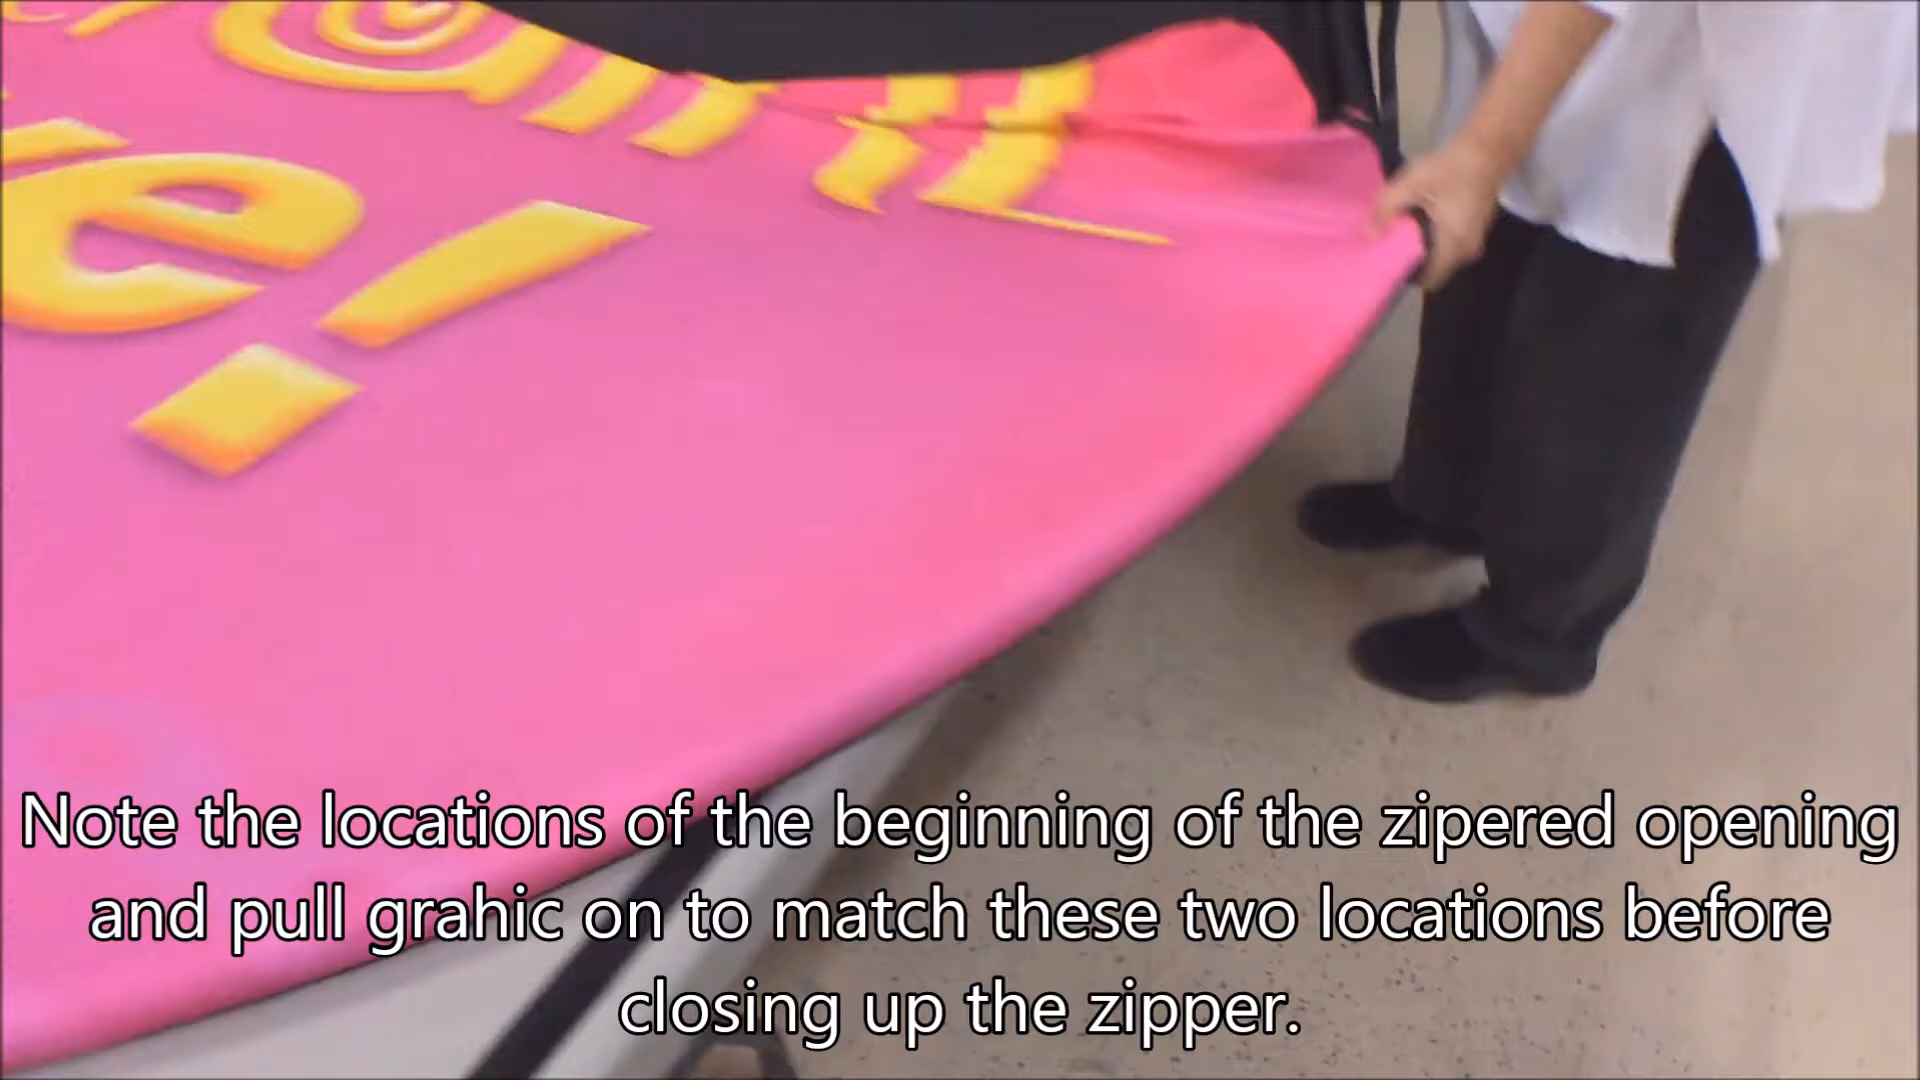 e!
Note the locations of the beginning of the zipered opening
and pull grahic on to match these two locations before
closing up the zipper.